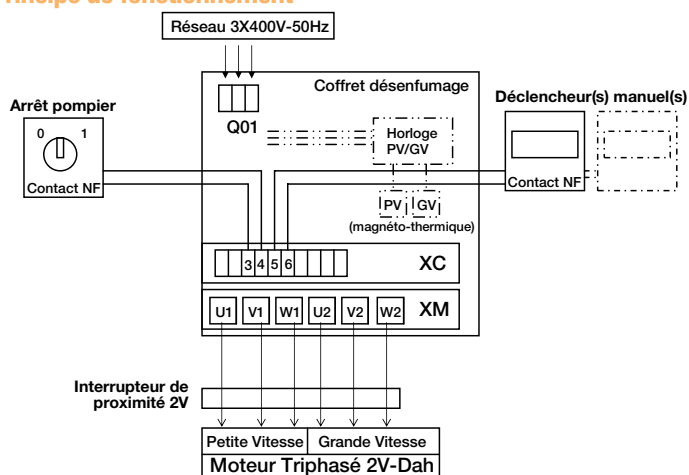 Réseau 3X400V-50Hz
Coffret désenfumage
Arrêt pompier
Déclencheur(s) manuel(s)
0 1
Q01
Horloge
PV/GV
Contact NF
Contact NF
PV GV
(magnéto-thermique)
3 4 5 6
XC
U1 V1 W1 U2 V2 W2 XM
Interrupteur de
proximité 2V
Petite Vitesse Grande Vitesse
Moteur Triphasé 2V-Dah